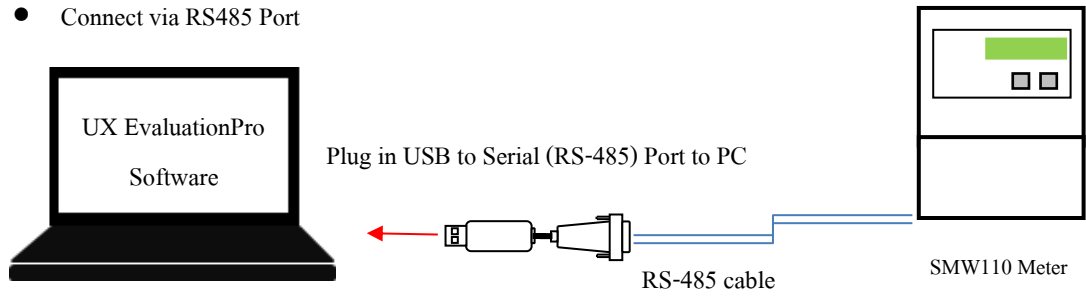 ● Connect via RS485 Port
UX EvaluationPro
Software
Plug in USB to Serial (RS-485) Port to PC
RS-485 cable
SMW110 Meter